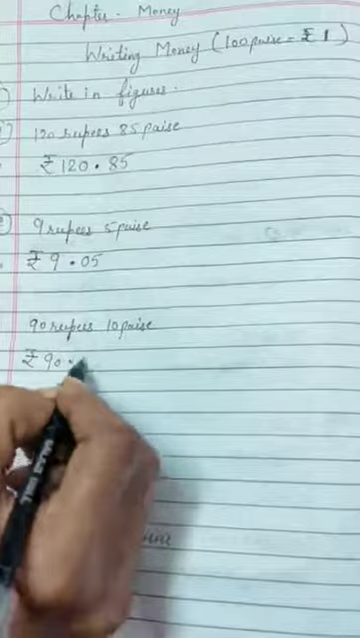 Chapter - Money
Writing Money (100 paise = ₹ 1)
Write in figures.
120 rupees 85 paise
₹ 120.85
9 rupees 5 paise
₹ 9.05
90 rupees 10 paise
₹ 90.